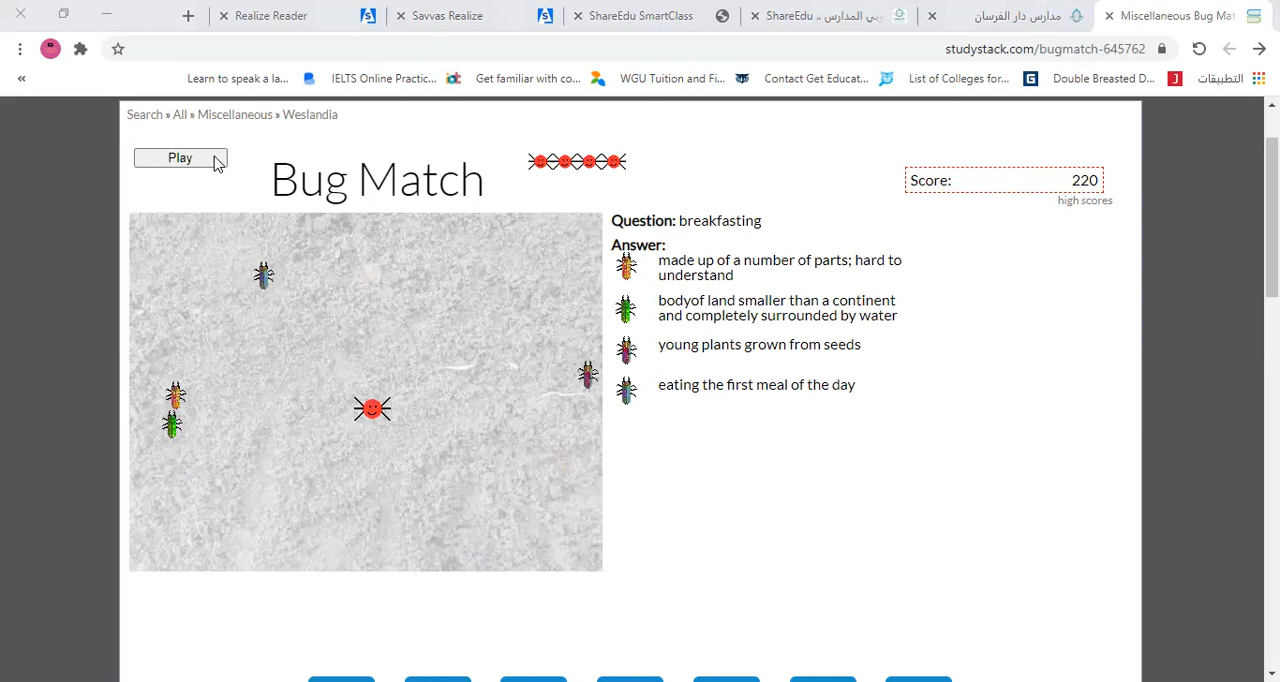 Realize Reader
Savvas Realize
ShareEdu SmartClass
ShareEdu .. بي المدارس
مدارس دار الفرسان
Miscellaneous Bug Mat
studystack.com/bugmatch-645762
Learn to speak a la...
IELTS Online Practic...
Get familiar with co...
WGU Tuition and Fi...
Contact Get Educat...
List of Colleges for...
Double Breasted D...
التطبيقات
Search » All » Miscellaneous » Weslandia
Play
Bug Match
Score: 220
high scores
Question: breakfasting
Answer:
made up of a number of parts; hard to
understand
bodyof land smaller than a continent
and completely surrounded by water
young plants grown from seeds
eating the first meal of the day